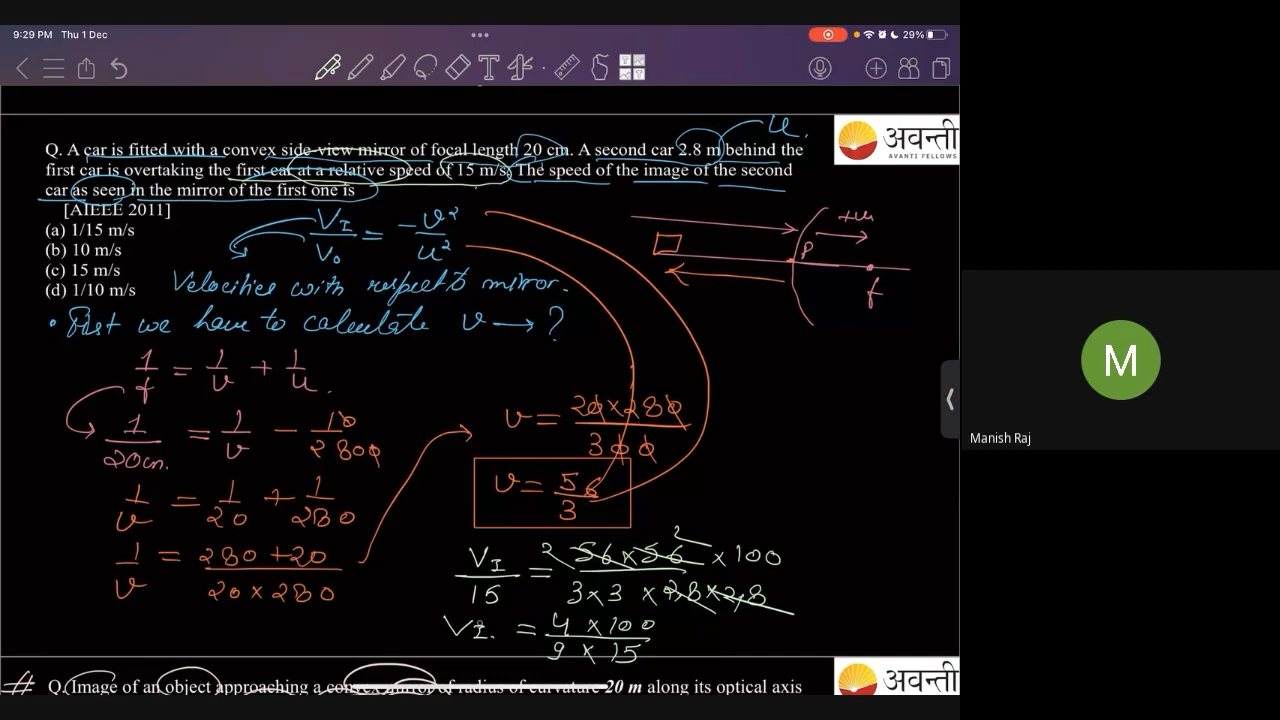 9:29 PM Thu 1 Dec
29%
u.
Q. A car is fitted with a convex side-view mirror of focal length 20 cm. A second car 2.8 m behind the
first car is overtaking the first car at a relative speed of 15 m/s. The speed of the image of the second
car as seen in the mirror of the first one is
[AIEEE 2011]
(a) 1/15 m/s
(b) 10 m/s
(c) 15 m/s
(d) 1/10 m/s
अवन्ती
AVANTI FELLOWS
V_I/V_o = -v²/u²
+ve
P
f
Velocities with respect to mirror.
• First we have to calculate v → ?
1/f = 1/v + 1/u.
1/20cm. = 1/v - 10/2800
1/v = 1/20 + 1/280
1/v = 280+20/20×280
v = 20×280/300
v = 56/3
V_I/15 = 2 56×56 2 ×100/3×3×28×28
V_I. = 4×100/9×15
Q. Image of an object approaching a convex mirror of radius of curvature 20 m along its optical axis
अवन्ती
M
Manish Raj